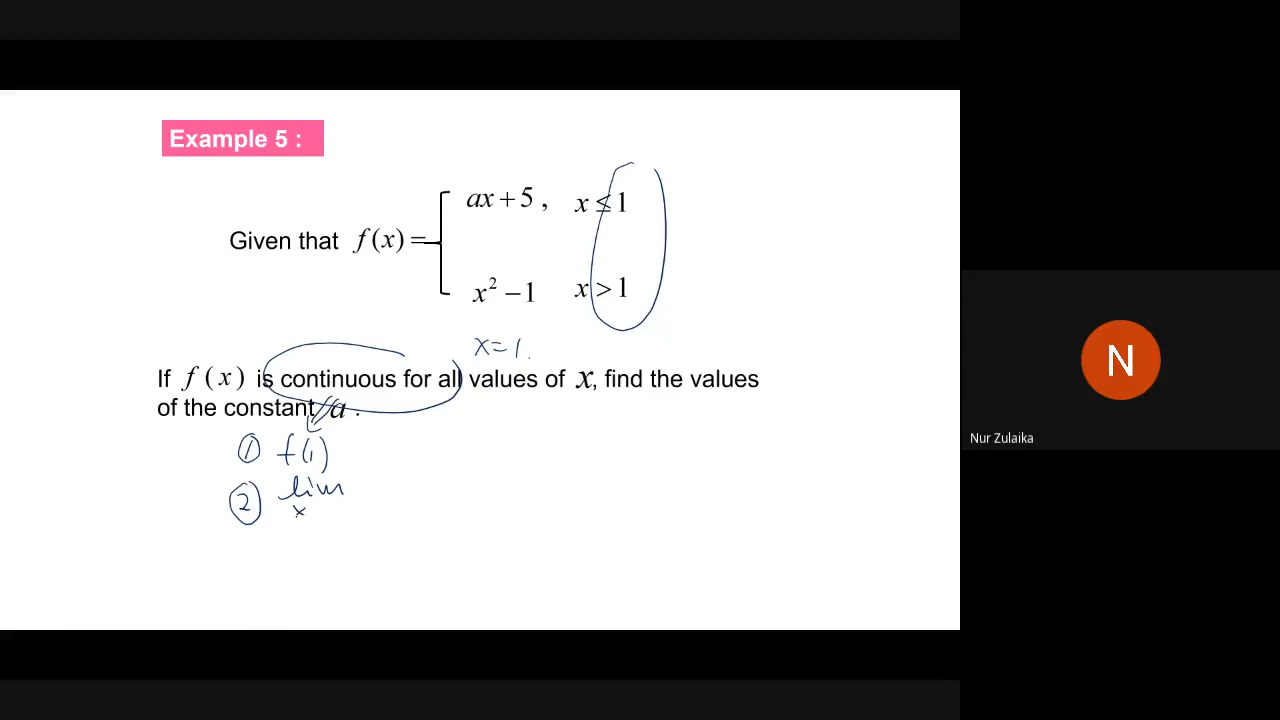 Example 5 :
ax + 5 , x ≤ 1
Given that f(x) =
x² − 1 x > 1
x = 1.
If f(x) is continuous for all values of x, find the values
of the constant a .
① f(1)
② lim
x
N
Nur Zulaika